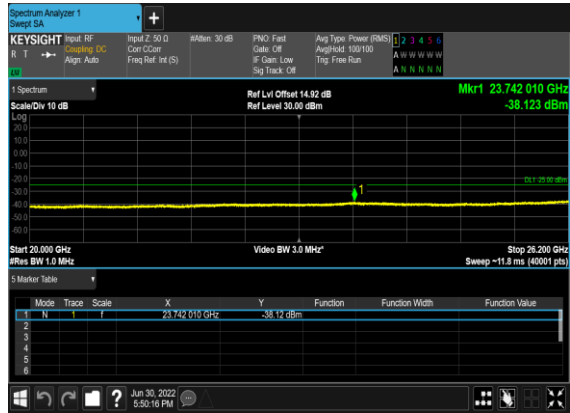 Spectrum Analyzer 1
Swept SA
KEYSIGHT Input: RF Input Z: 50 Ω #Atten: 30 dB PNO: Fast Avg Type: Power (RMS) 1 2 3 4 5 6
R T Coupling: DC Corr CCorr Gate: Off Avg|Hold: 100/100 A W W W W W
Align: Auto Freq Ref: Int (S) IF Gain: Low Trig: Free Run
LW Sig Track: Off A N N N N N
1 Spectrum Ref Lvl Offset 14.92 dB Mkr1 23.742 010 GHz
Scale/Div 10 dB Ref Level 30.00 dBm -38.123 dBm
Log
20.0
10.0
0.00
-10.0
-20.0 DL1 -25.00 dBm
-30.0 1
-40.0
-50.0
-60.0
Start 20.000 GHz Video BW 3.0 MHz* Stop 26.200 GHz
#Res BW 1.0 MHz Sweep ~11.8 ms (40001 pts)
5 Marker Table
Mode Trace Scale X Y Function Function Width Function Value
1 N 1 f 23.742 010 GHz -38.12 dBm
2
3
4
5
6
? Jun 30, 2022
5:50:16 PM